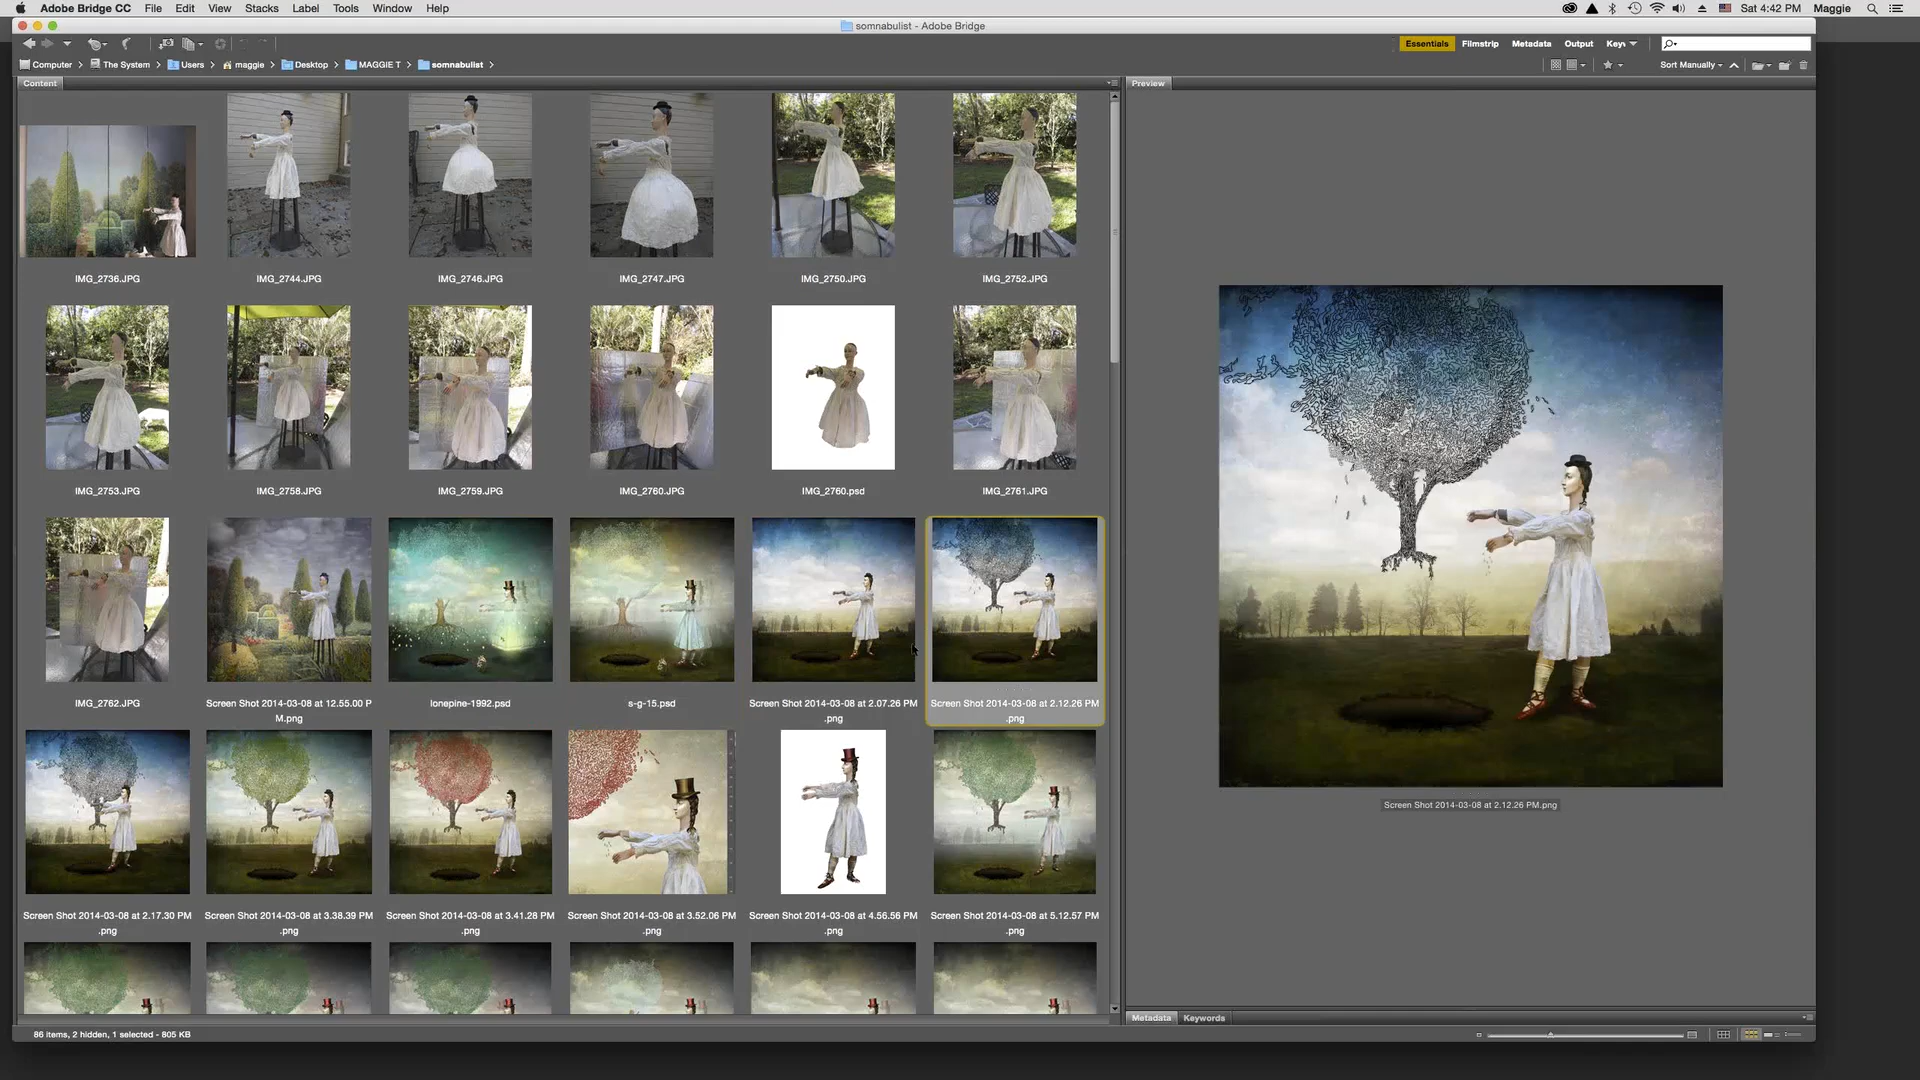 Adobe Bridge CC File Edit View Stacks Label Tools Window Help Sat 4:42 PM Maggie
somnabulist - Adobe Bridge
Essentials Filmstrip Metadata Output
Computer The System Users maggie Desktop MAGGIE T somnabulist Sort Manually
Content Preview
IMG_2736.JPG IMG_2744.JPG IMG_2746.JPG IMG_2747.JPG IMG_2750.JPG IMG_2752.JPG
IMG_2753.JPG IMG_2758.JPG IMG_2759.JPG IMG_2760.JPG IMG_2760.psd IMG_2761.JPG
IMG_2762.JPG Screen Shot 2014-03-08 at 12.55.00 P lonepine-1992.psd s-g-15.psd Screen Shot 2014-03-08 at 2.07.26 PM Screen Shot 2014-03-08 at 2.12.26 PM
M.png .png .png
Screen Shot 2014-03-08 at 2.12.26 PM.png
Screen Shot 2014-03-08 at 2.17.30 PM Screen Shot 2014-03-08 at 3.38.39 PM Screen Shot 2014-03-08 at 3.41.28 PM Screen Shot 2014-03-08 at 3.52.06 PM Screen Shot 2014-03-08 at 4.56.56 PM Screen Shot 2014-03-08 at 5.12.57 PM
.png .png .png .png .png .png
Metadata Keywords
86 items, 2 hidden, 1 selected - 805 KB